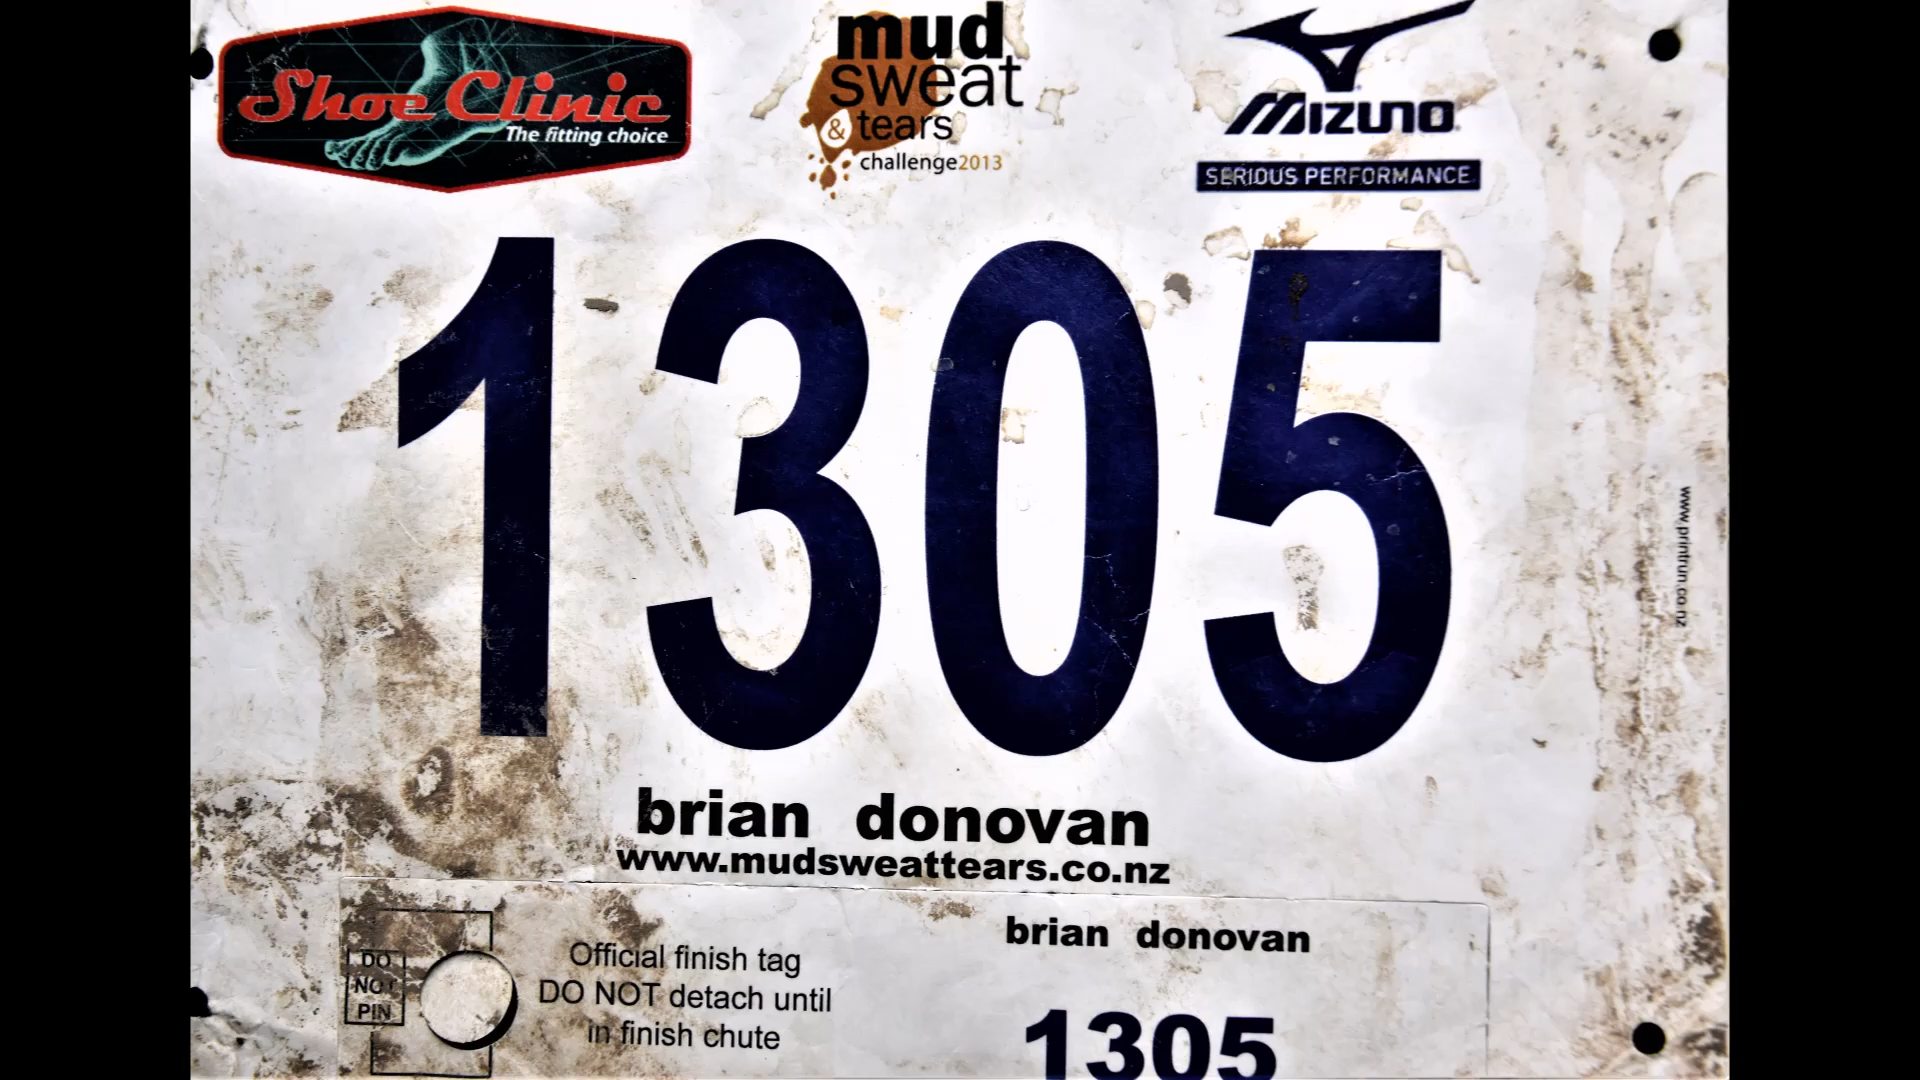 Shoe Clinic
The fitting choice
mud
sweat
& tears
challenge2013
MIZUNO
SERIOUS PERFORMANCE
1305
www.printrun.co.nz
brian donovan
www.mudsweattears.co.nz
DO
NOT
PIN
Official finish tag
DO NOT detach until
in finish chute
brian donovan
1305